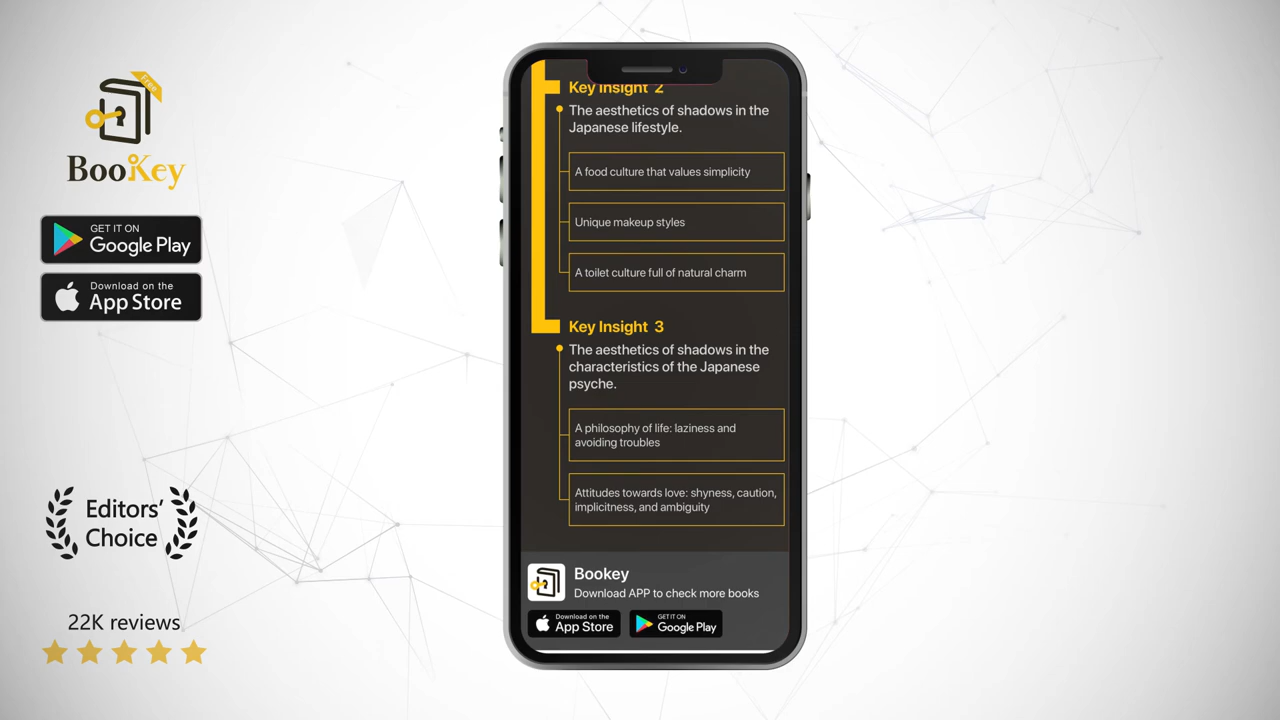 Free
BooKey
GET IT ON
Google Play
Download on the
App Store
Editors’
Choice
22K reviews
Key Insight 2
The aesthetics of shadows in the
Japanese lifestyle.
A food culture that values simplicity
Unique makeup styles
A toilet culture full of natural charm
Key Insight 3
The aesthetics of shadows in the
characteristics of the Japanese
psyche.
A philosophy of life: laziness and
avoiding troubles
Attitudes towards love: shyness, caution,
implicitness, and ambiguity
Bookey
Download APP to check more books
Download on the
App Store
GET IT ON
Google Play